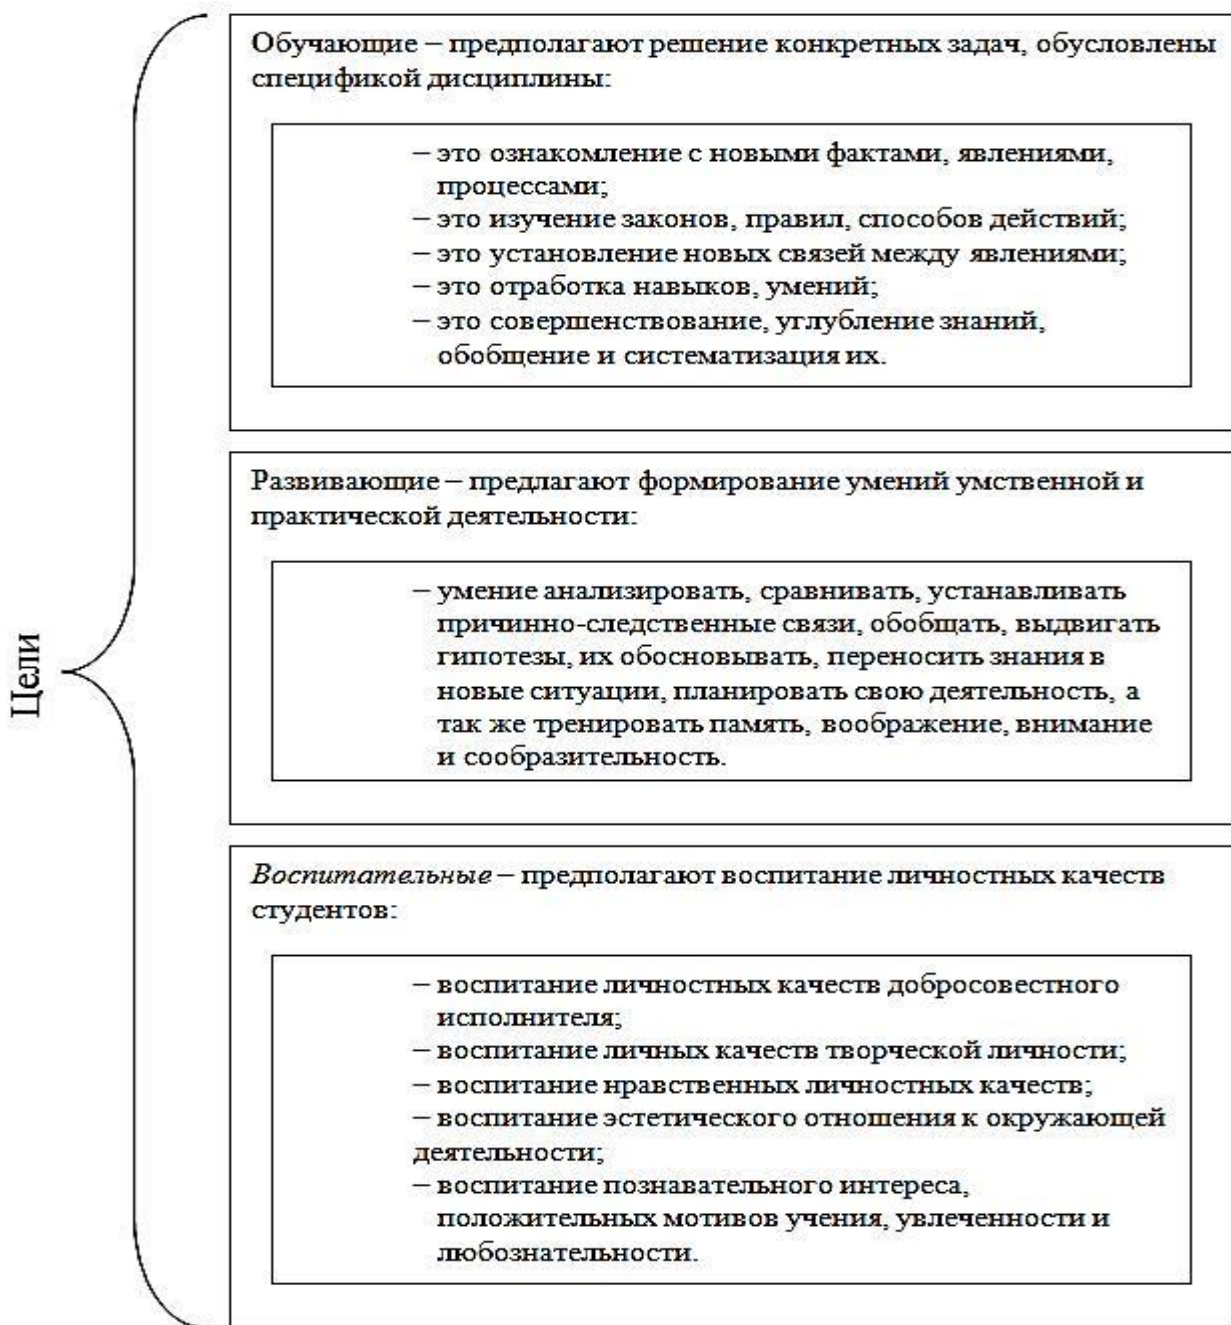 Цели
Обучающие – предполагают решение конкретных задач, обусловлены
спецификой дисциплины:
– это ознакомление с новыми фактами, явлениями,
процессами;
– это изучение законов, правил, способов действий;
– это установление новых связей между явлениями;
– это отработка навыков, умений;
– это совершенствование, углубление знаний,
обобщение и систематизация их.
Развивающие – предлагают формирование умений умственной и
практической деятельности:
– умение анализировать, сравнивать, устанавливать
причинно-следственные связи, обобщать, выдвигать
гипотезы, их обосновывать, переносить знания в
новые ситуации, планировать свою деятельность, а
так же тренировать память, воображение, внимание
и сообразительность.
Воспитательные – предполагают воспитание личностных качеств
студентов:
– воспитание личностных качеств добросовестного
исполнителя;
– воспитание личных качеств творческой личности;
– воспитание нравственных личностных качеств;
– воспитание эстетического отношения к окружающей
деятельности;
– воспитание познавательного интереса,
положительных мотивов учения, увлеченности и
любознательности.